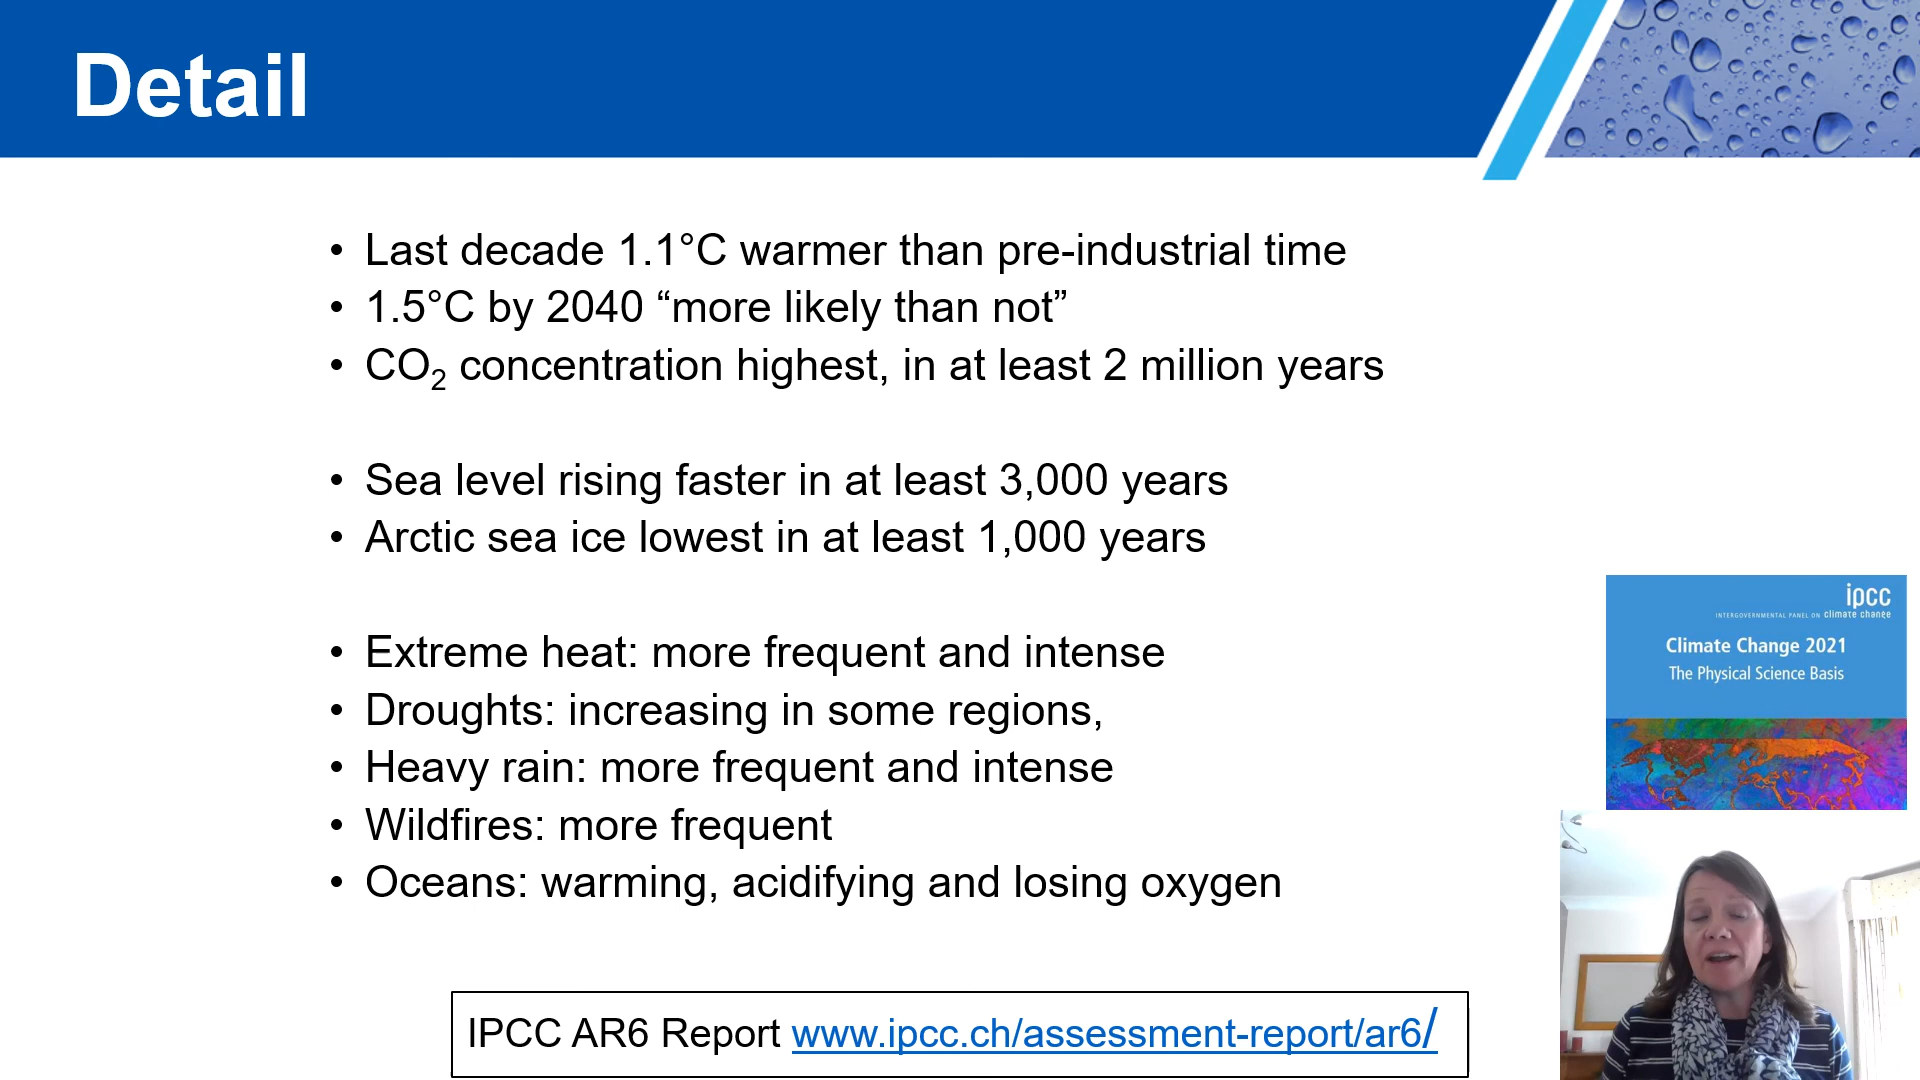 Detail
• Last decade 1.1°C warmer than pre-industrial time
• 1.5°C by 2040 “more likely than not”
• CO₂ concentration highest, in at least 2 million years
• Sea level rising faster in at least 3,000 years
• Arctic sea ice lowest in at least 1,000 years
• Extreme heat: more frequent and intense
• Droughts: increasing in some regions,
• Heavy rain: more frequent and intense
• Wildfires: more frequent
• Oceans: warming, acidifying and losing oxygen
ipcc
INTERGOVERNMENTAL PANEL ON climate change
Climate Change 2021
The Physical Science Basis
IPCC AR6 Report www.ipcc.ch/assessment-report/ar6/